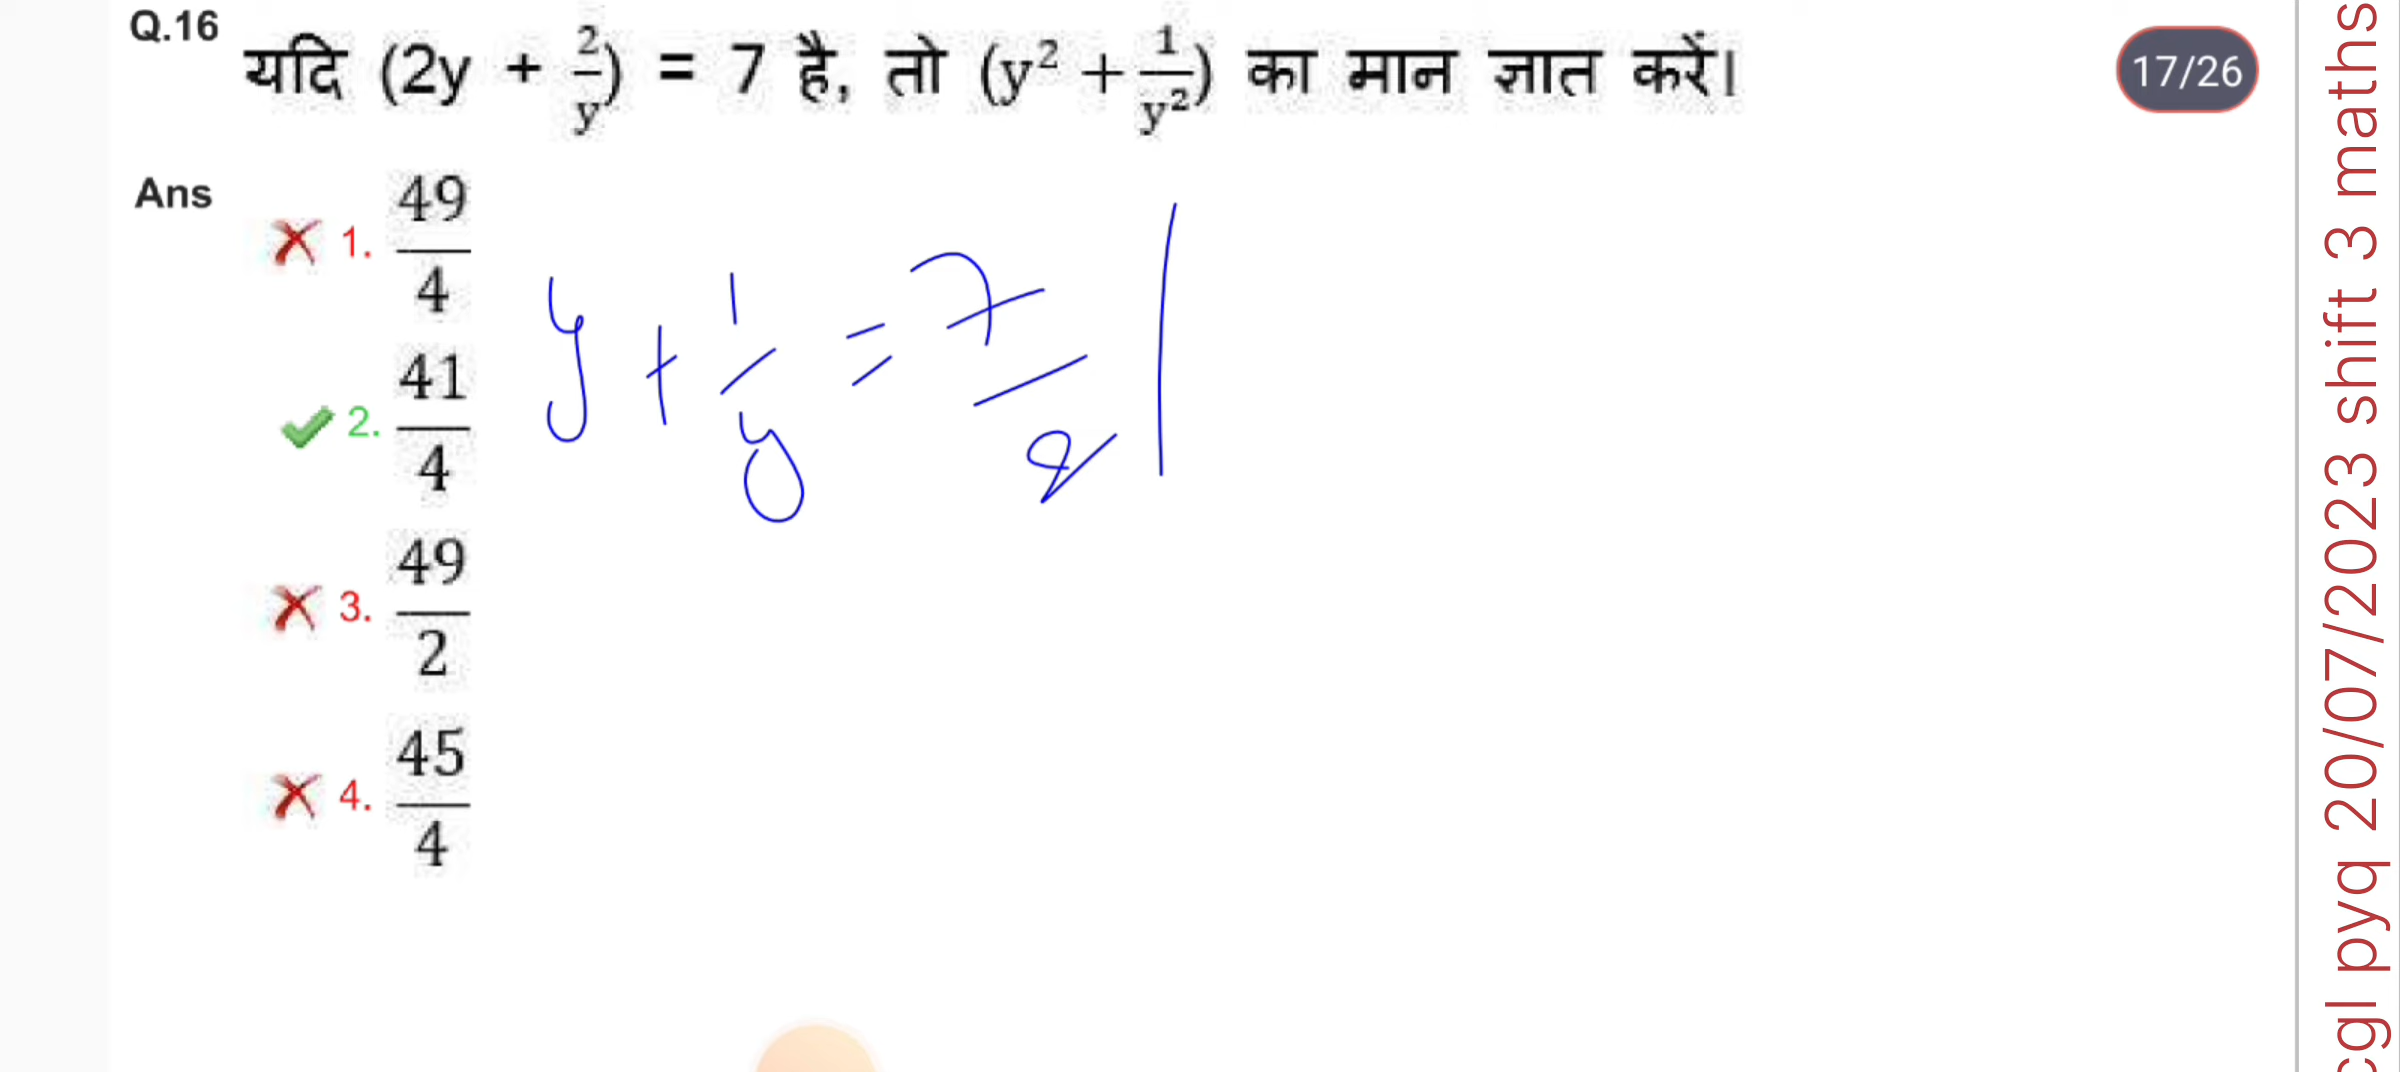 Q.16 यदि (2y + 2/y) = 7 है, तो (y² + 1/y²) का मान ज्ञात करें।
17/26
Ans
1. 49/4
2. 41/4
3. 49/2
4. 45/4
y + 1/y = 7/2
cgl pyq 20/07/2023 shift 3 maths